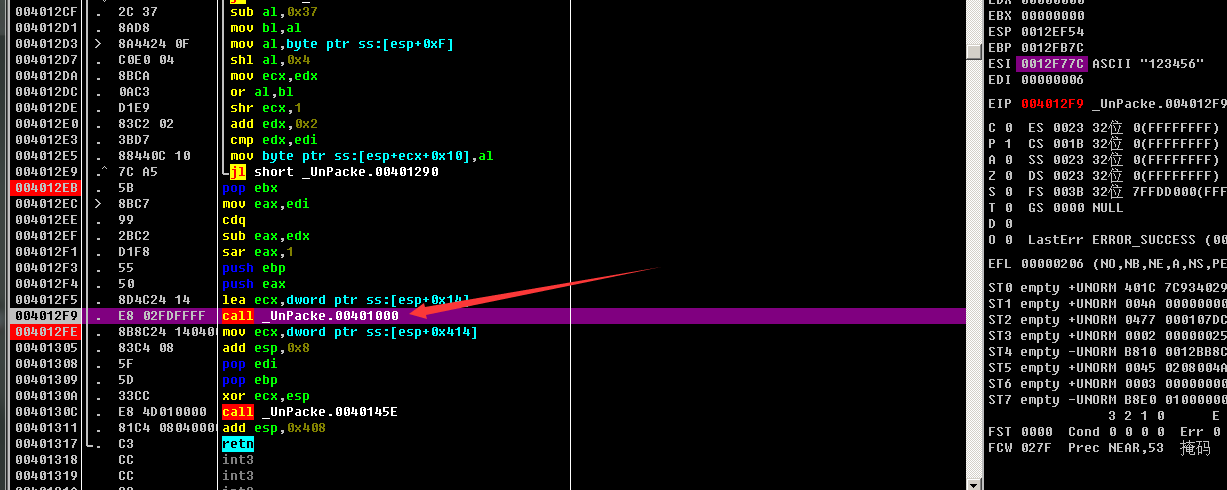 004012CF . 2C 37 sub al,0x37
004012D1 . 8AD8 mov bl,al
004012D3 > 8A4424 0F mov al,byte ptr ss:[esp+0xF]
004012D7 . C0E0 04 shl al,0x4
004012DA . 8BCA mov ecx,edx
004012DC . 0AC3 or al,bl
004012DE . D1E9 shr ecx,1
004012E0 . 83C2 02 add edx,0x2
004012E3 . 3BD7 cmp edx,edi
004012E5 . 88440C 10 mov byte ptr ss:[esp+ecx+0x10],al
004012E9 .^ 7C A5 jl short _UnPacke.00401290
004012EB . 5B pop ebx
004012EC > 8BC7 mov eax,edi
004012EE . 99 cdq
004012EF . 2BC2 sub eax,edx
004012F1 . D1F8 sar eax,1
004012F3 . 55 push ebp
004012F4 . 50 push eax
004012F5 . 8D4C24 14 lea ecx,dword ptr ss:[esp+0x14]
004012F9 . E8 02FDFFFF call _UnPacke.00401000
004012FE . 8B8C24 140400 mov ecx,dword ptr ss:[esp+0x414]
00401305 . 83C4 08 add esp,0x8
00401308 . 5F pop edi
00401309 . 5D pop ebp
0040130A . 33CC xor ecx,esp
0040130C . E8 4D010000 call _UnPacke.0040145E
00401311 . 81C4 08040000 add esp,0x408
00401317 . C3 retn
00401318 CC int3
00401319 CC int3
EBX 00000000
ESP 0012EF54
EBP 0012FB7C
ESI 0012F77C ASCII "123456"
EDI 00000006
EIP 004012F9 _UnPacke.004012F9
C 0 ES 0023 32位 0(FFFFFFFF)
P 1 CS 001B 32位 0(FFFFFFFF)
A 0 SS 0023 32位 0(FFFFFFFF)
Z 0 DS 0023 32位 0(FFFFFFFF)
S 0 FS 003B 32位 7FFDD000(FFF
T 0 GS 0000 NULL
D 0
O 0 LastErr ERROR_SUCCESS (00
EFL 00000206 (NO,NB,NE,A,NS,PE
ST0 empty +UNORM 401C 7C934029
ST1 empty +UNORM 004A 00000000
ST2 empty +UNORM 0477 000107DC
ST3 empty +UNORM 0002 00000025
ST4 empty -UNORM B810 0012BB8C
ST5 empty +UNORM 0045 0208004A
ST6 empty +UNORM 0003 00000000
ST7 empty -UNORM B8E0 01000000
3 2 1 0 E
FST 0000 Cond 0 0 0 0 Err 0
FCW 027F Prec NEAR,53 掩码